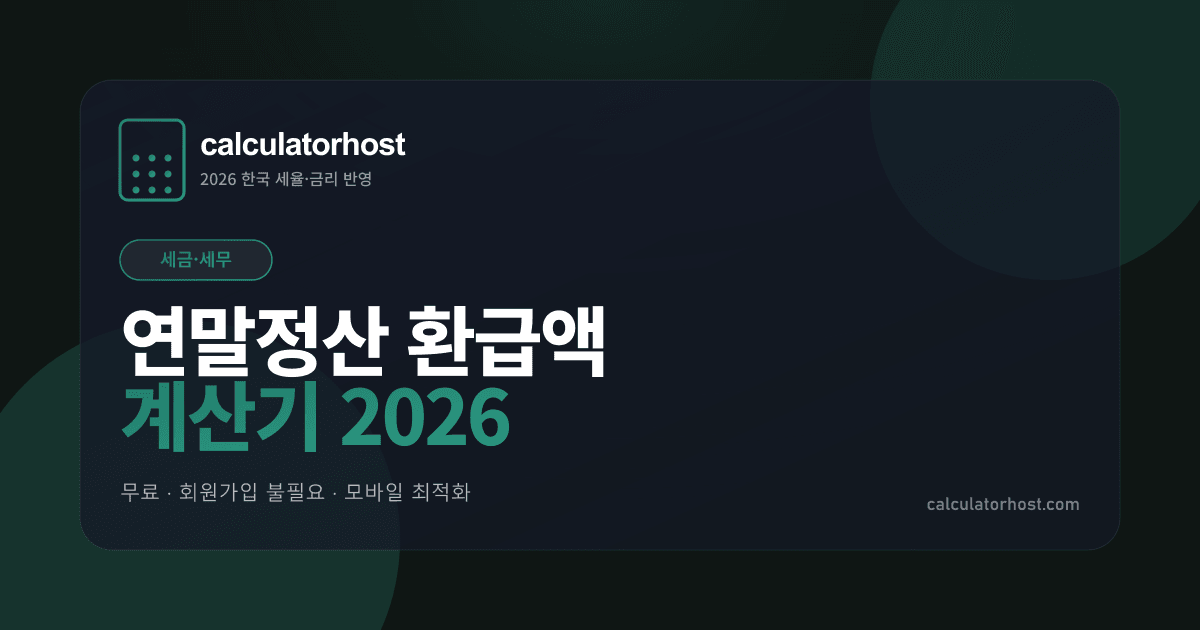 calculatorhost
2026 한국 세율·금리 반영
세금·세무
연말정산 환급액
계산기 2026
무료 · 회원가입 불필요 · 모바일 최적화
calculatorhost.com